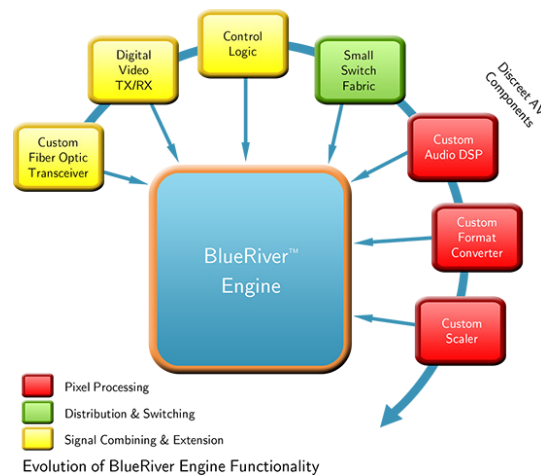 Control
Logic
Digital
Video
TX/RX
Small
Switch
Fabric
Discreet AV
Components
Custom
Fiber Optic
Transceiver
Custom
Audio DSP
Custom
Format
Converter
BlueRiver™
Engine
Custom
Scaler
Pixel Processing
Distribution & Switching
Signal Combining & Extension
Evolution of BlueRiver Engine Functionality